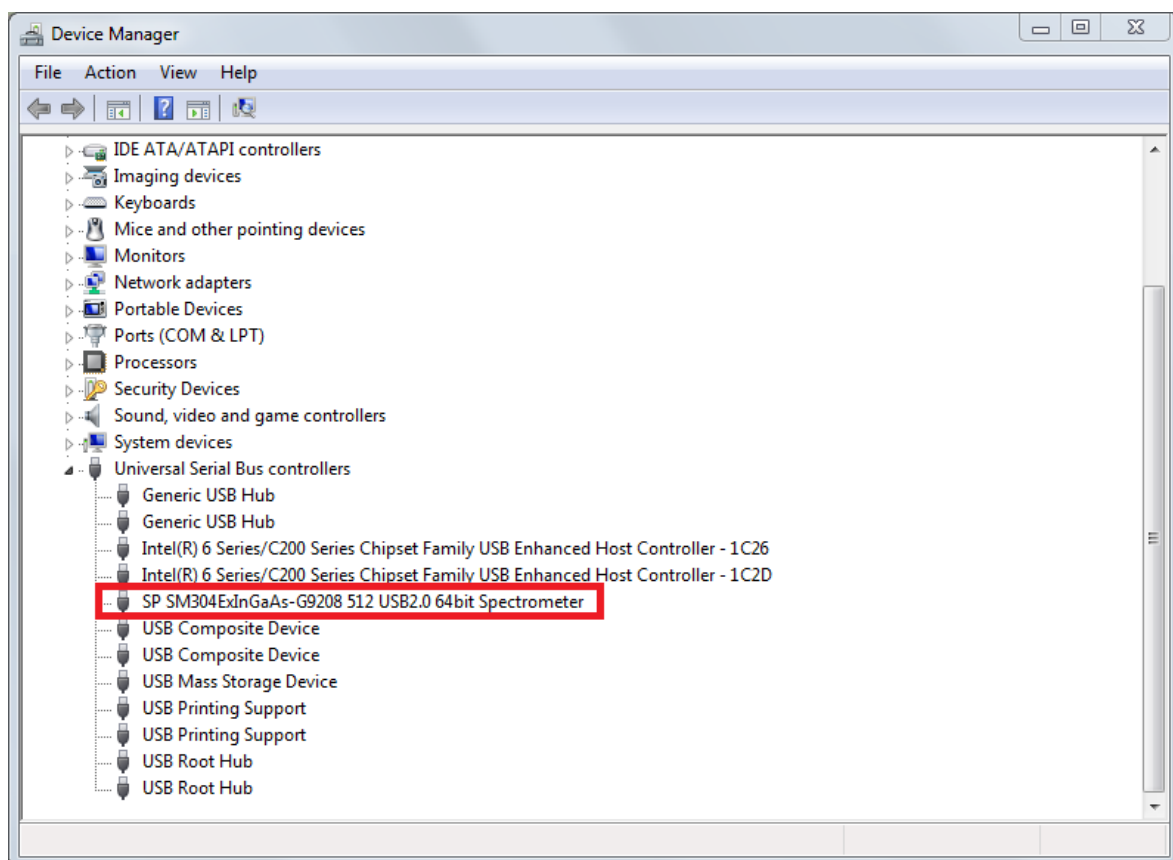 Device Manager
File Action View Help
IDE ATA/ATAPI controllers
Imaging devices
Keyboards
Mice and other pointing devices
Monitors
Network adapters
Portable Devices
Ports (COM & LPT)
Processors
Security Devices
Sound, video and game controllers
System devices
Universal Serial Bus controllers
Generic USB Hub
Generic USB Hub
Intel(R) 6 Series/C200 Series Chipset Family USB Enhanced Host Controller - 1C26
Intel(R) 6 Series/C200 Series Chipset Family USB Enhanced Host Controller - 1C2D
SP SM304ExInGaAs-G9208 512 USB2.0 64bit Spectrometer
USB Composite Device
USB Composite Device
USB Mass Storage Device
USB Printing Support
USB Printing Support
USB Root Hub
USB Root Hub